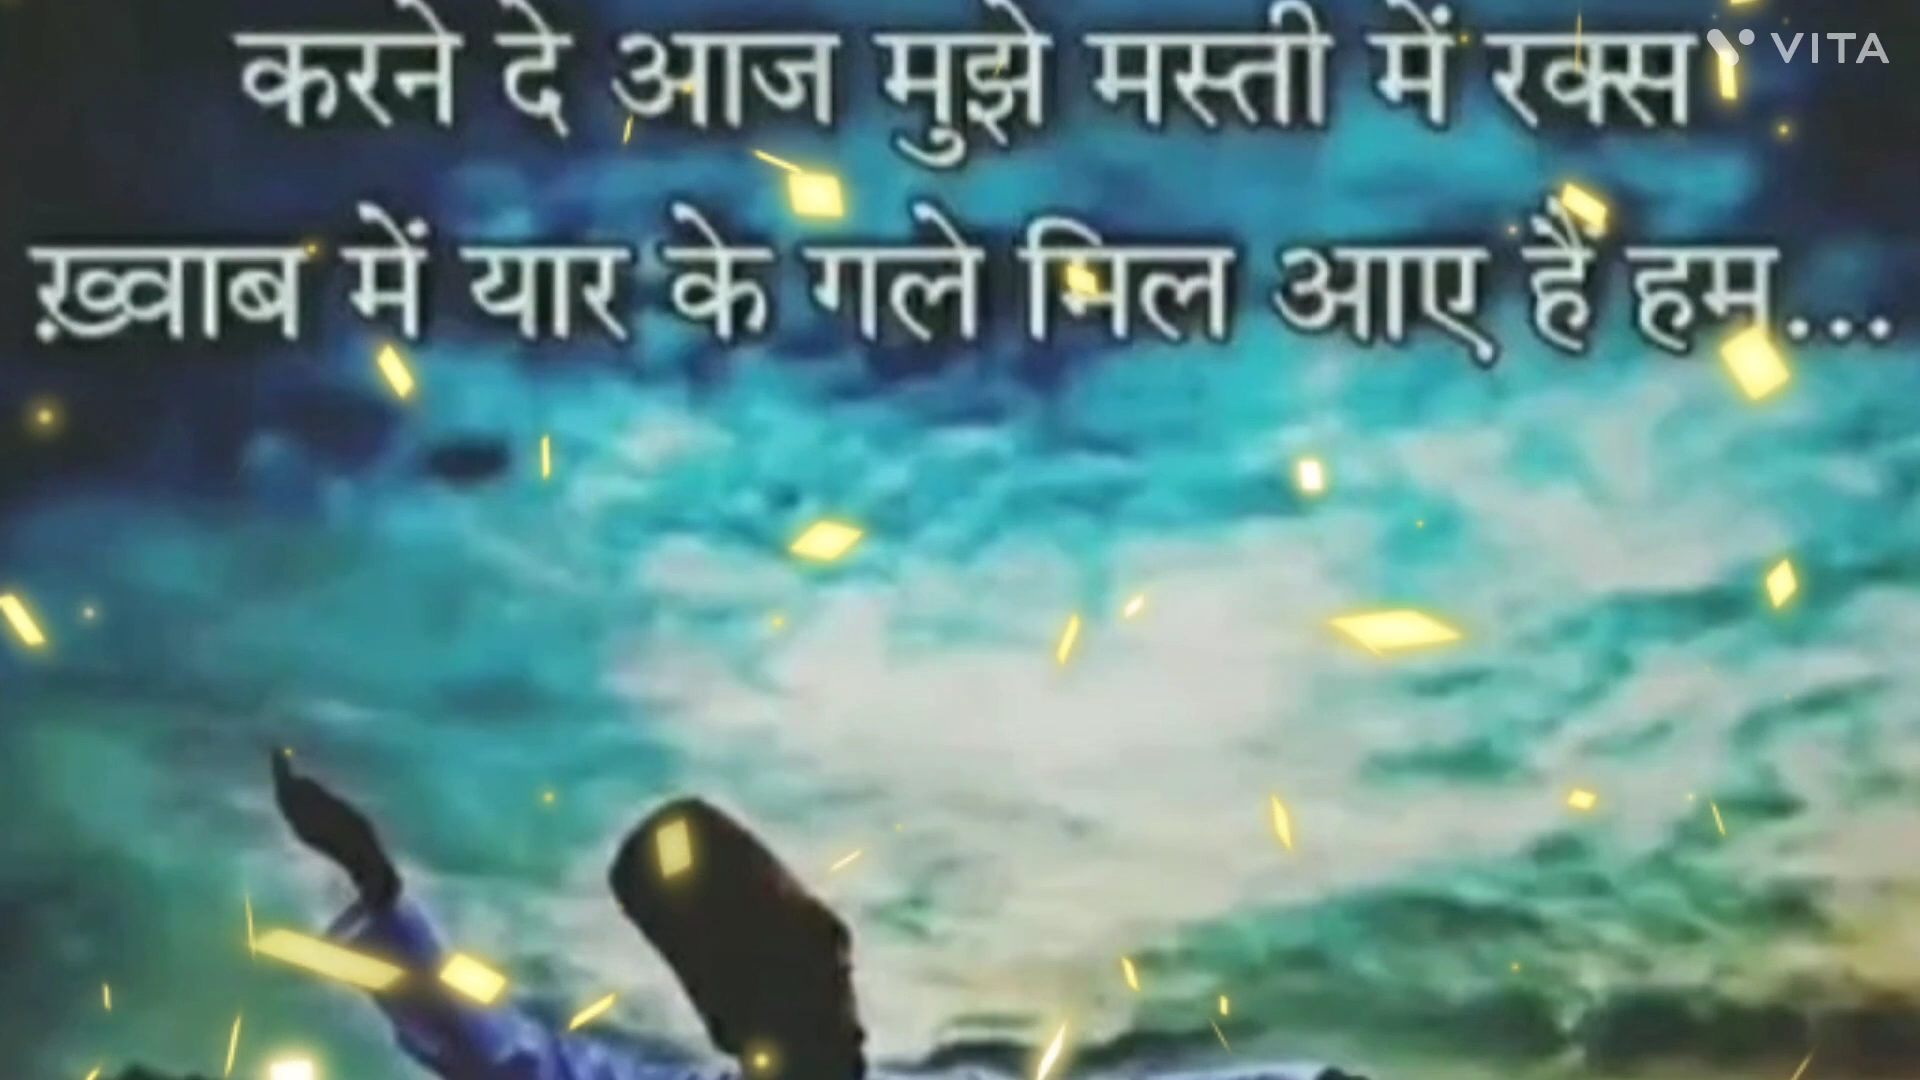 करने दे आज मुझे मस्ती में रक्स
ख़्वाब में यार के गले मिल आए हैं हम...
VITA